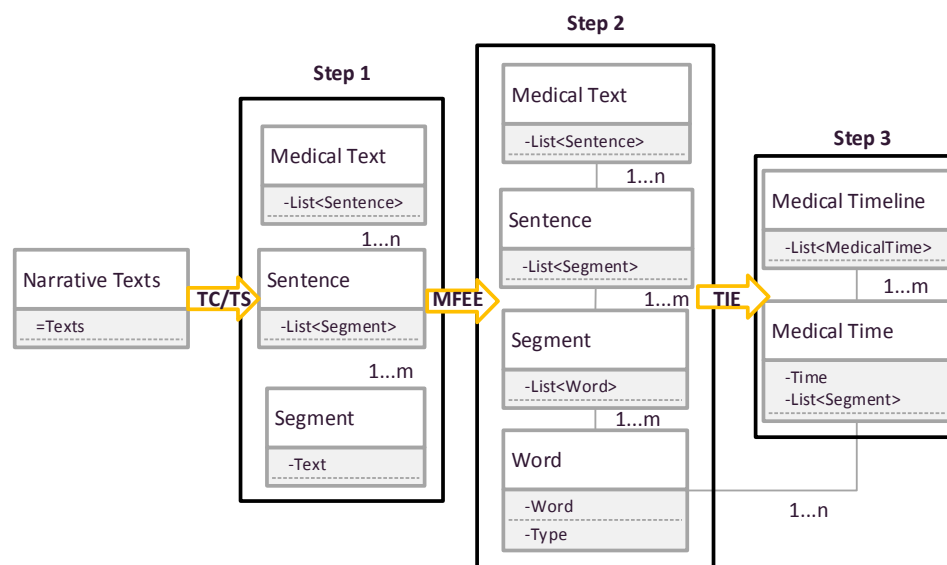 Narrative Texts
=Texts
TC/TS
Step 1
Medical Text
-List<Sentence>
1...n
Sentence
-List<Segment>
1...m
Segment
-Text
MFEE
Step 2
Medical Text
-List<Sentence>
1...n
Sentence
-List<Segment>
1...m
Segment
-List<Word>
1...m
Word
-Word
-Type
TIE
Step 3
Medical Timeline
-List<MedicalTime>
1...m
Medical Time
-Time
-List<Segment>
1...n